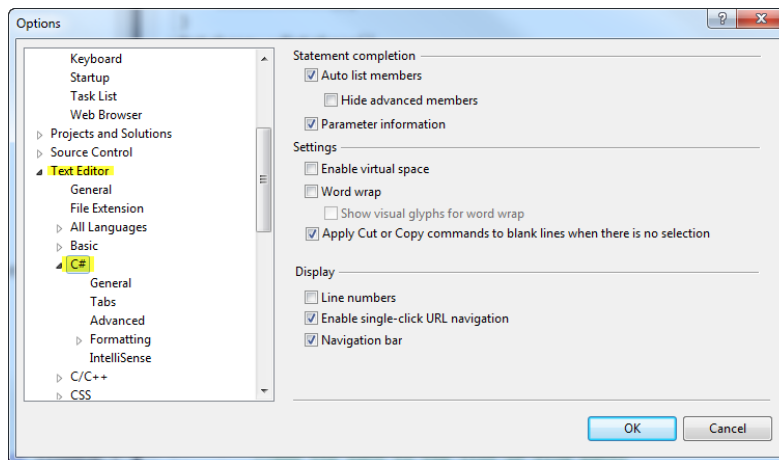 Options
Keyboard
Startup
Task List
Web Browser
Projects and Solutions
Source Control
Text Editor
General
File Extension
All Languages
Basic
C#
General
Tabs
Advanced
Formatting
IntelliSense
C/C++
CSS
Statement completion
Auto list members
Hide advanced members
Parameter information
Settings
Enable virtual space
Word wrap
Show visual glyphs for word wrap
Apply Cut or Copy commands to blank lines when there is no selection
Display
Line numbers
Enable single-click URL navigation
Navigation bar
OK
Cancel